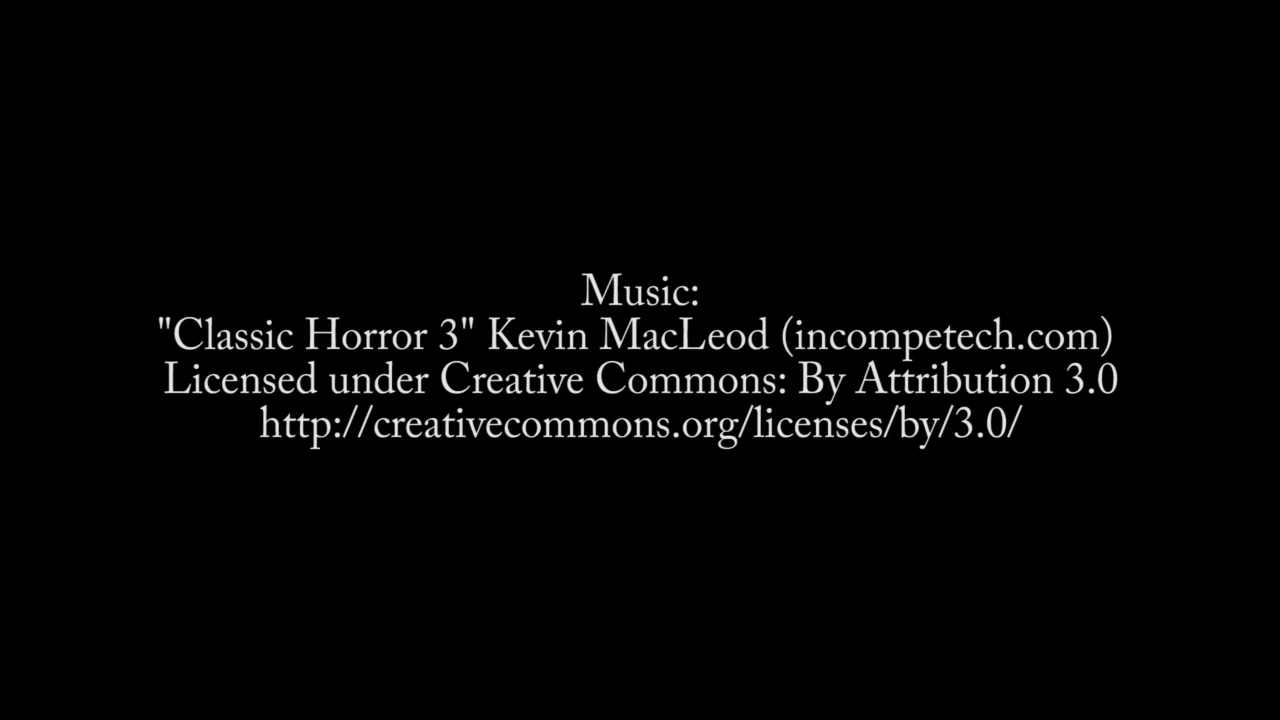 Music:
"Classic Horror 3" Kevin MacLeod (incompetech.com)
Licensed under Creative Commons: By Attribution 3.0
http://creativecommons.org/licenses/by/3.0/